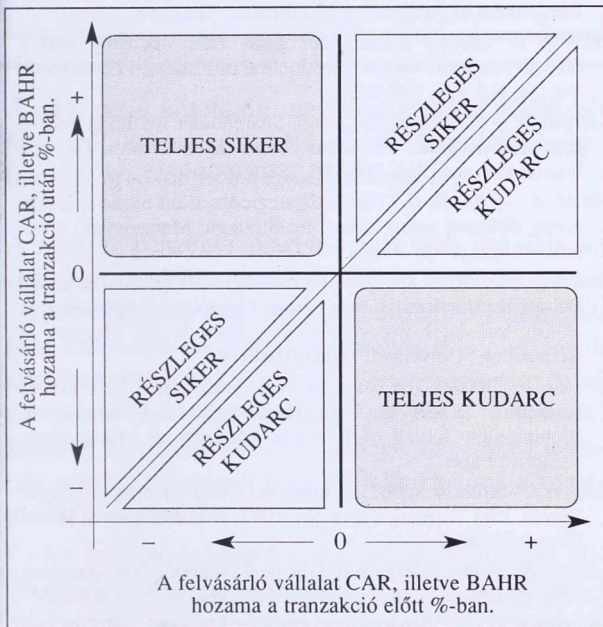 A felvásárló vállalat CAR, illetve BAHR
hozama a tranzakció után %-ban.
+
0
–
TELJES SIKER
RÉSZLEGES
SIKER
RÉSZLEGES
KUDARC
RÉSZLEGES
SIKER
RÉSZLEGES
KUDARC
TELJES KUDARC
–
0
+
A felvásárló vállalat CAR, illetve BAHR
hozama a tranzakció előtt %-ban.